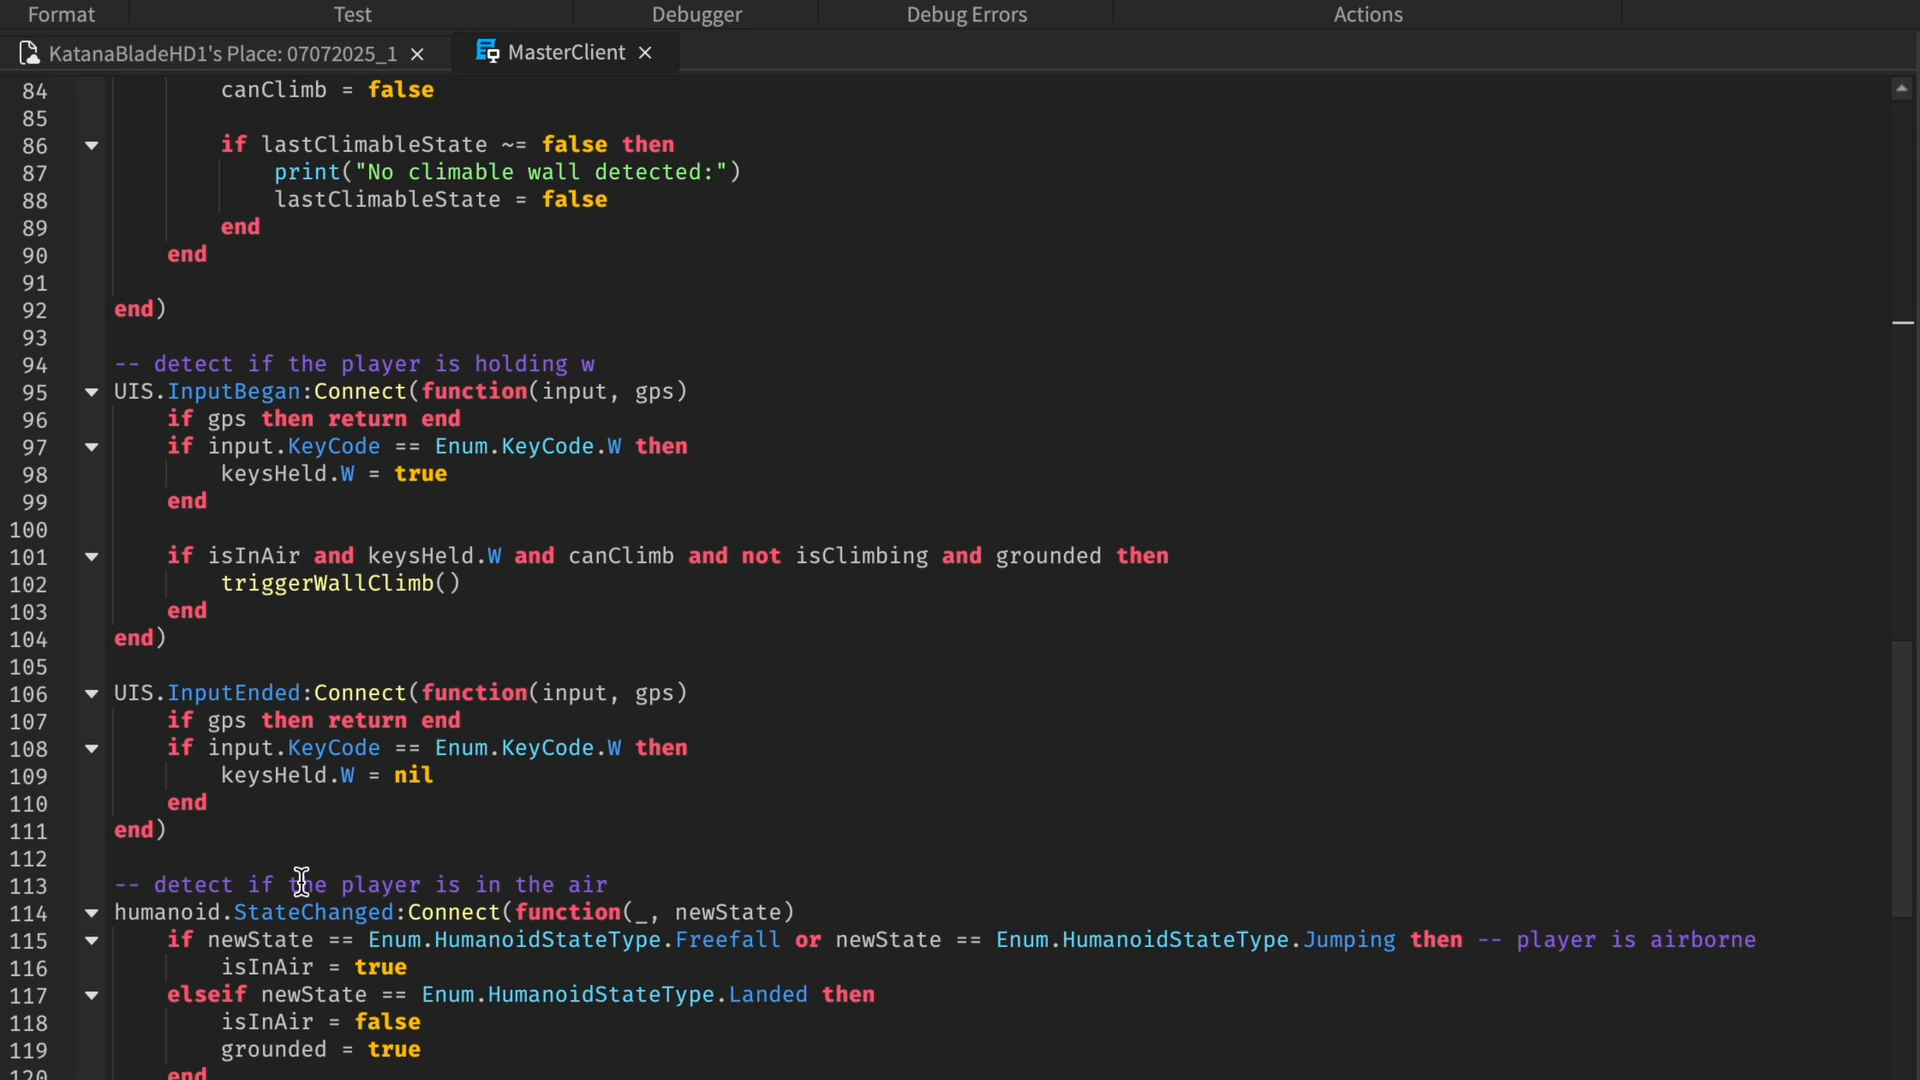 Format Test Debugger Debug Errors Actions
KatanaBladeHD1's Place: 07072025_1 × MasterClient ×
84 canClimb = false
85
86 if lastClimableState ~= false then
87 print("No climable wall detected:")
88 lastClimableState = false
89 end
90 end
91
92 end)
93
94 -- detect if the player is holding w
95 UIS.InputBegan:Connect(function(input, gps)
96 if gps then return end
97 if input.KeyCode == Enum.KeyCode.W then
98 keysHeld.W = true
99 end
100
101 if isInAir and keysHeld.W and canClimb and not isClimbing and grounded then
102 triggerWallClimb()
103 end
104 end)
105
106 UIS.InputEnded:Connect(function(input, gps)
107 if gps then return end
108 if input.KeyCode == Enum.KeyCode.W then
109 keysHeld.W = nil
110 end
111 end)
112
113 -- detect if the player is in the air
114 humanoid.StateChanged:Connect(function(_, newState)
115 if newState == Enum.HumanoidStateType.Freefall or newState == Enum.HumanoidStateType.Jumping then -- player is airborne
116 isInAir = true
117 elseif newState == Enum.HumanoidStateType.Landed then
118 isInAir = false
119 grounded = true
120 end